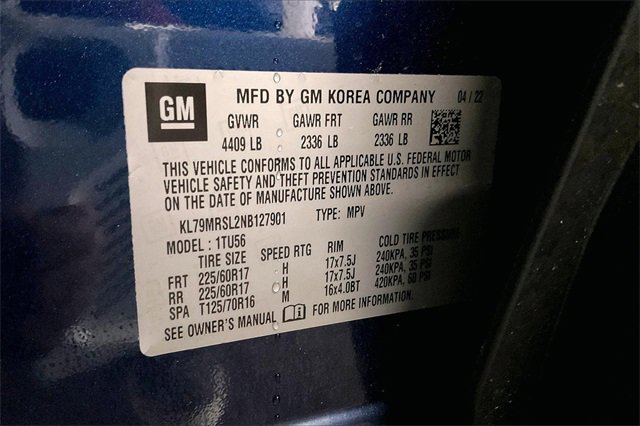 GM MFD BY GM KOREA COMPANY 04 / 22
GVWR GAWR FRT GAWR RR
4409 LB 2336 LB 2336 LB
THIS VEHICLE CONFORMS TO ALL APPLICABLE U.S. FEDERAL MOTOR
VEHICLE SAFETY AND THEFT PREVENTION STANDARDS IN EFFECT
ON THE DATE OF MANUFACTURE SHOWN ABOVE.
KL79MRSL2NB127901 TYPE: MPV
MODEL : 1TU56
TIRE SIZE SPEED RTG RIM COLD TIRE PRESSURE
FRT 225/60R17 H 17x7.5J 240KPA, 35 PSI
RR 225/60R17 H 17x7.5J 240KPA, 35 PSI
SPA T125/70R16 M 16x4.0BT 420KPA, 60 PSI
SEE OWNER'S MANUAL FOR MORE INFORMATION.